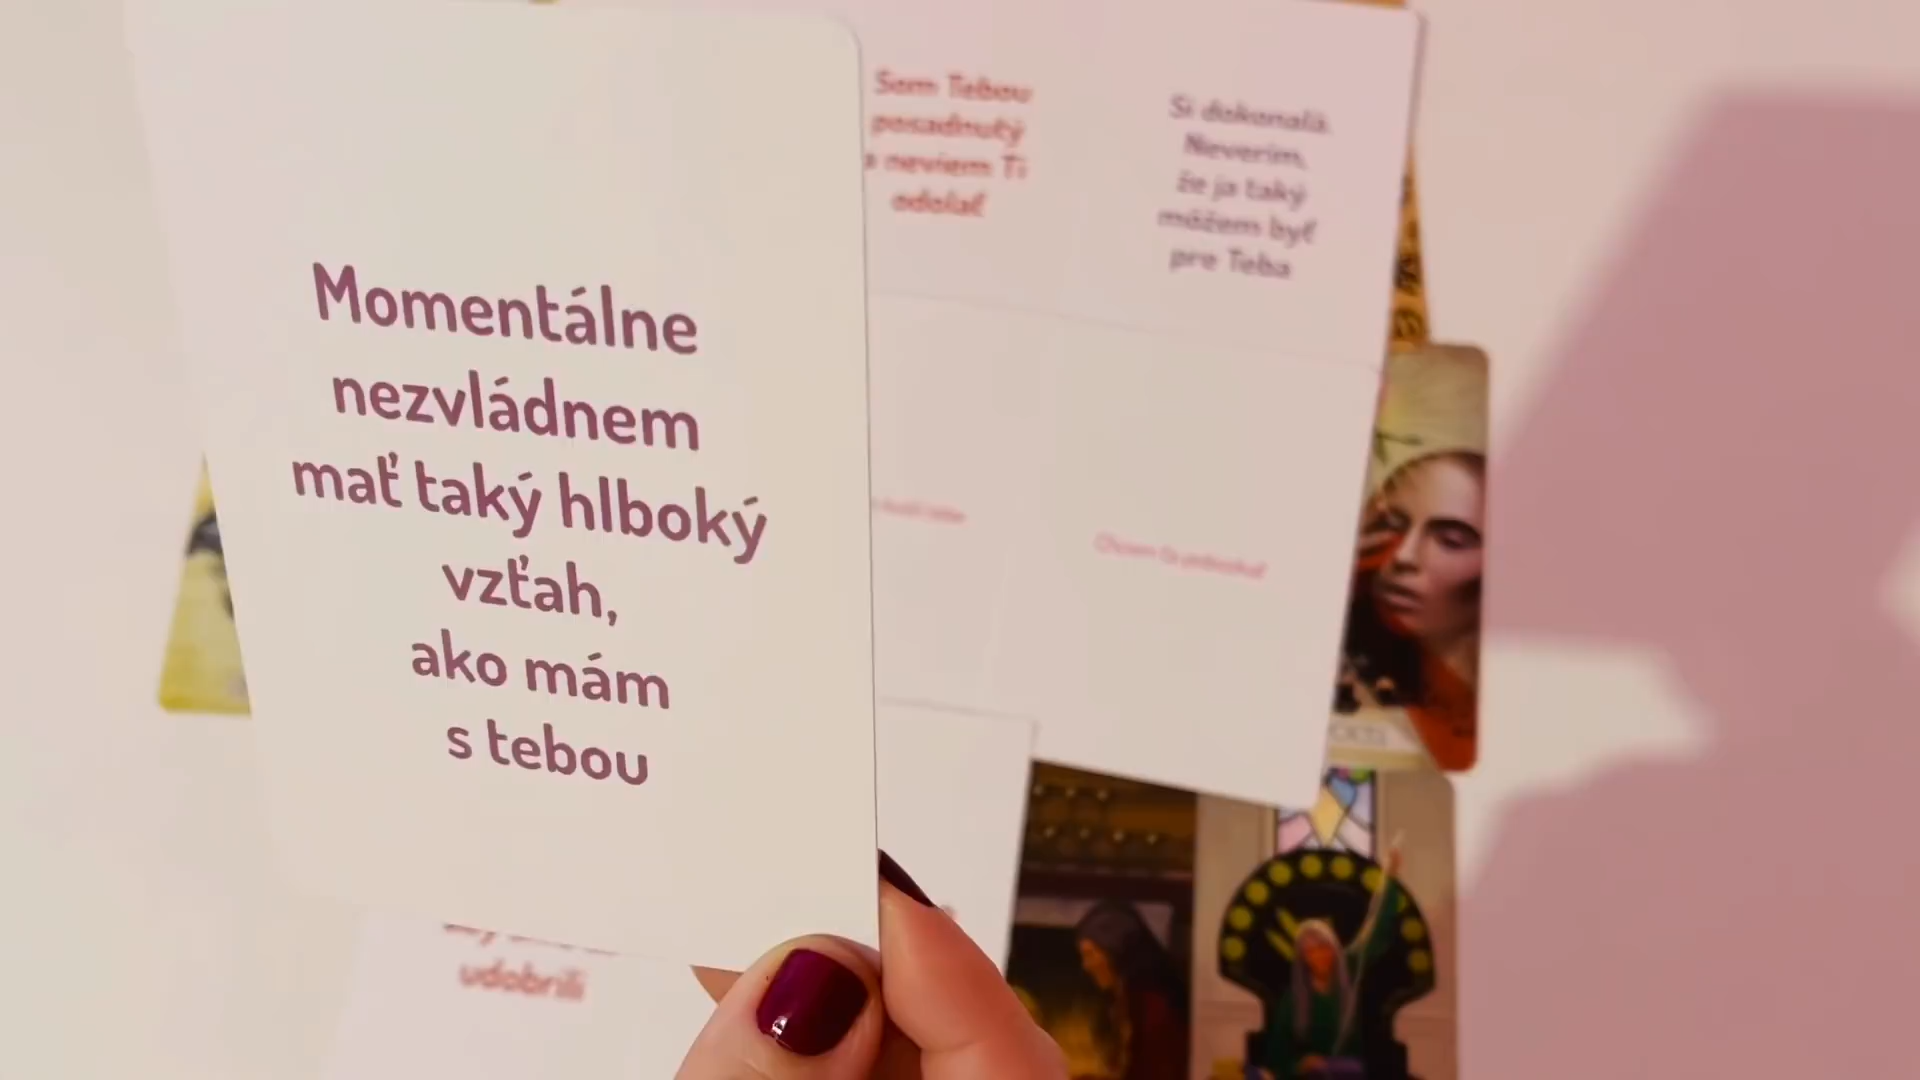 Momentálne
nezvládnem
mať taký hlboký
vzťah,
ako mám
s tebou
Som Tebou
posadnutý
a neviem Ti
odolať
Si dokonalá.
Neverím,
že ja taký
môžem byť
pre Teba
udobrili